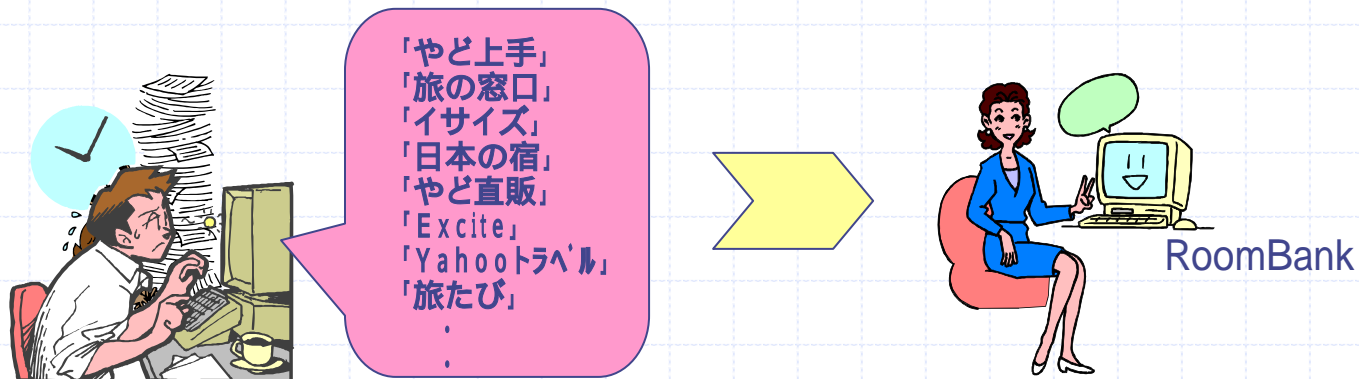 「やど上手」
「旅の窓口」
「イサイズ」
「日本の宿」
「やど直販」
「Excite」
「Yahooﾄﾗﾍﾞﾙ」
「旅たび」
・
・
RoomBank